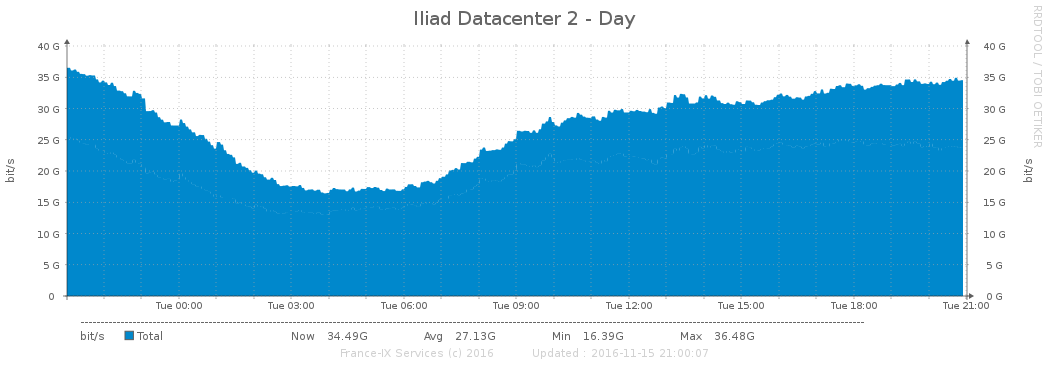 Iliad Datacenter 2 - Day
RRDTOOL / TOBI OETIKER
40 G 40 G
35 G 35 G
30 G 30 G
25 G 25 G
20 G 20 G
15 G 15 G
10 G 10 G
5 G 5 G
0 0 G
bit/s bit/s
Tue 00:00 Tue 03:00 Tue 06:00 Tue 09:00 Tue 12:00 Tue 15:00 Tue 18:00 Tue 21:00
bit/s Total Now 34.49G Avg 27.13G Min 16.39G Max 36.48G
France-IX Services (c) 2016 Updated : 2016-11-15 21:00:07